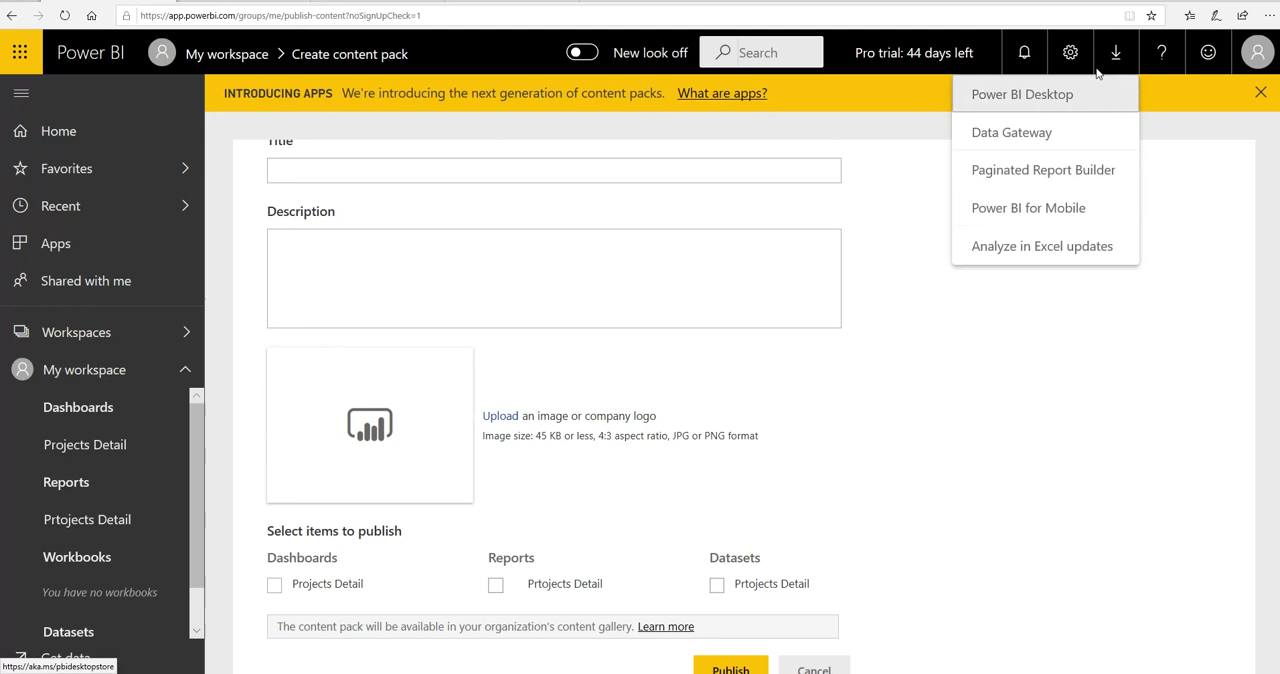 https://app.powerbi.com/groups/me/publish-content?noSignUpCheck=1
Power BI
My workspace > Create content pack
New look off
Search
Pro trial: 44 days left
?
INTRODUCING APPS We're introducing the next generation of content packs. What are apps?
Power BI Desktop
Data Gateway
Paginated Report Builder
Power BI for Mobile
Analyze in Excel updates
Home
Favorites
Recent
Apps
Shared with me
Workspaces
My workspace
Dashboards
Projects Detail
Reports
Prtojects Detail
Workbooks
You have no workbooks
Datasets
Get data
https://aka.ms/pbidesktopstore
Title
Description
Upload an image or company logo
Image size: 45 KB or less, 4:3 aspect ratio, JPG or PNG format
Select items to publish
Dashboards Reports Datasets
Projects Detail Prtojects Detail Prtojects Detail
The content pack will be available in your organization's content gallery. Learn more
Publish Cancel